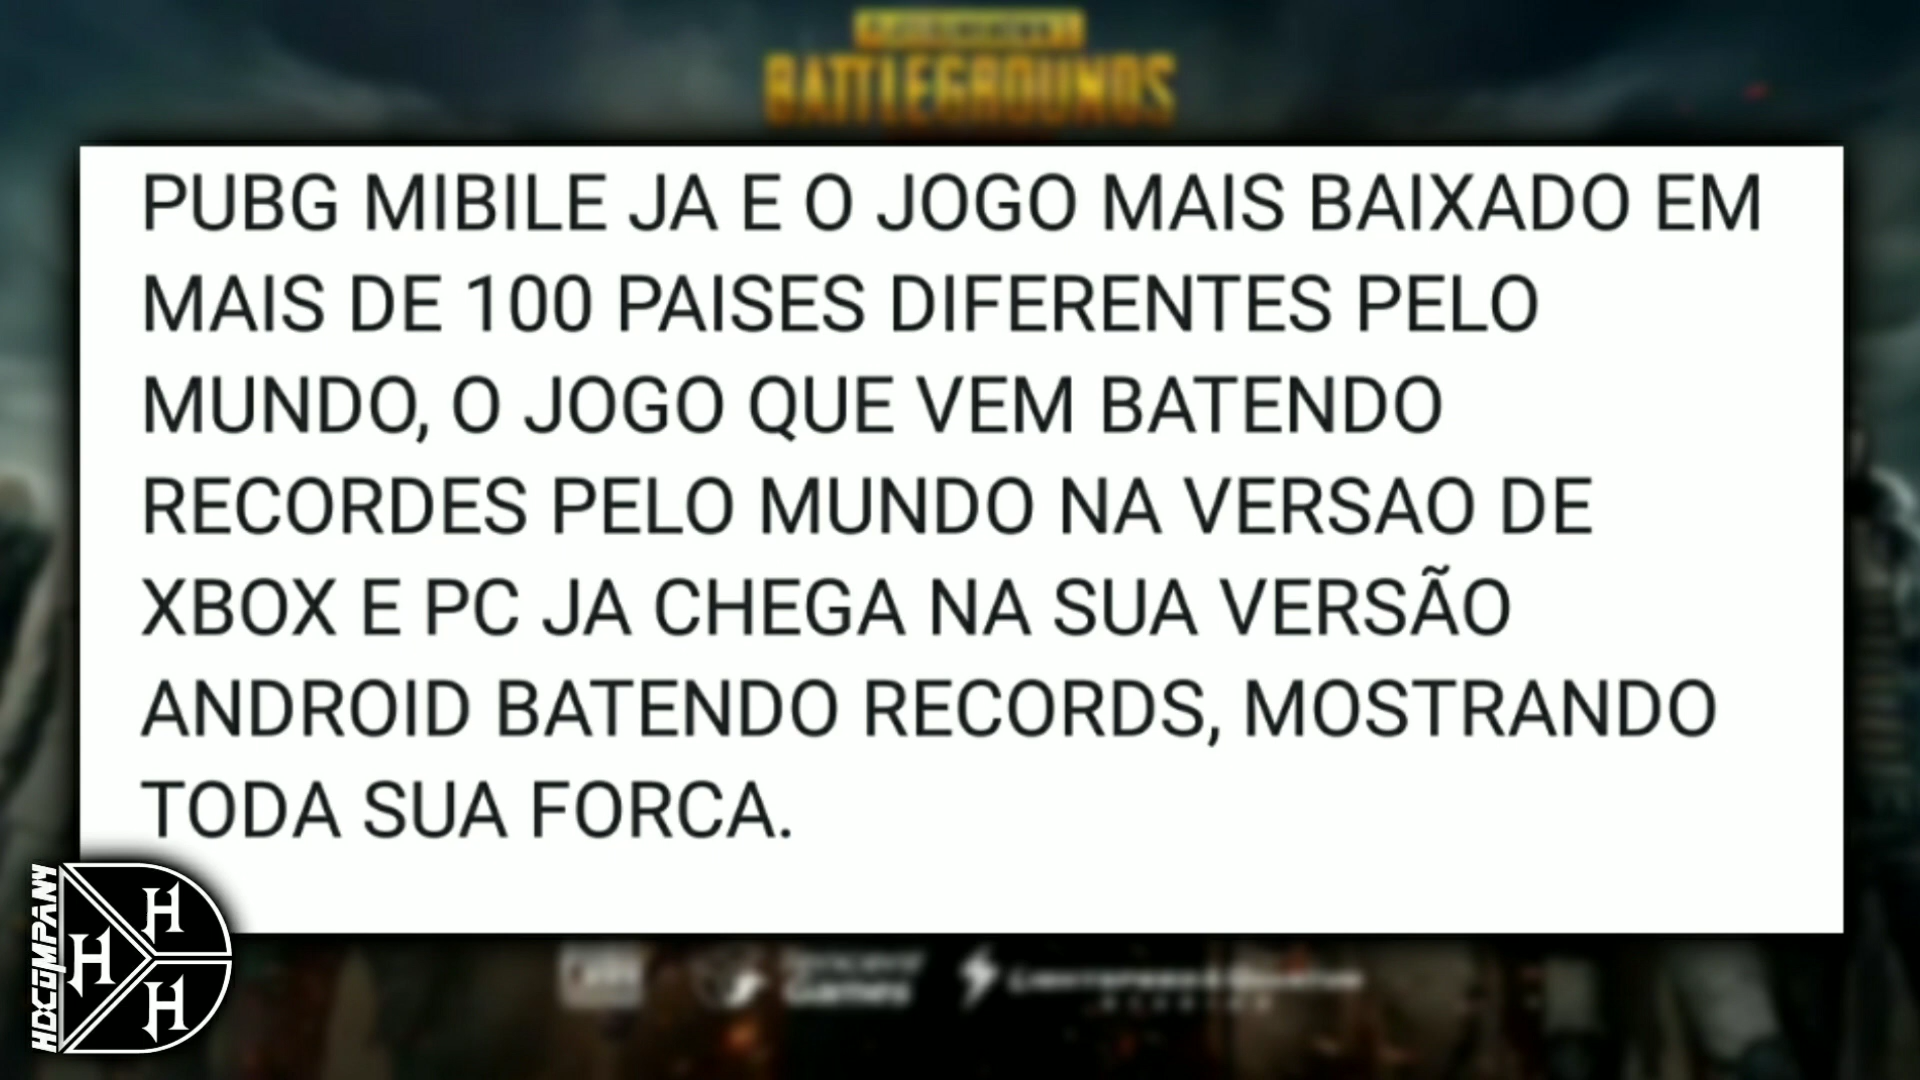 BATTLEGROUNDS
PUBG MIBILE JA E O JOGO MAIS BAIXADO EM
MAIS DE 100 PAISES DIFERENTES PELO
MUNDO, O JOGO QUE VEM BATENDO
RECORDES PELO MUNDO NA VERSAO DE
XBOX E PC JA CHEGA NA SUA VERSÃO
ANDROID BATENDO RECORDS, MOSTRANDO
TODA SUA FORCA.
HDCOMPANY
H
H
H
Games